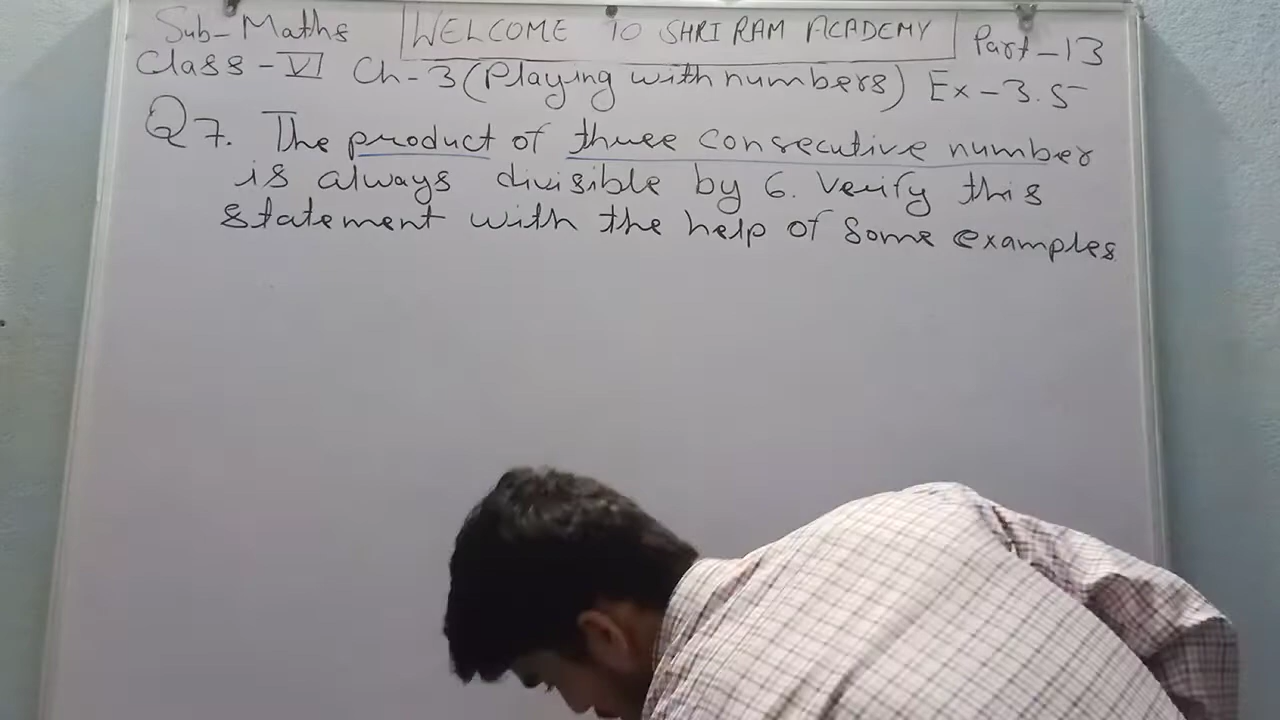 Sub-Maths WELCOME TO SHRI RAM ACADEMY Part-13
Class-VI Ch-3(Playing with numbers) Ex-3.5
Q7. The product of three consecutive number
is always divisible by 6. Verify this
statement with the help of Some examples